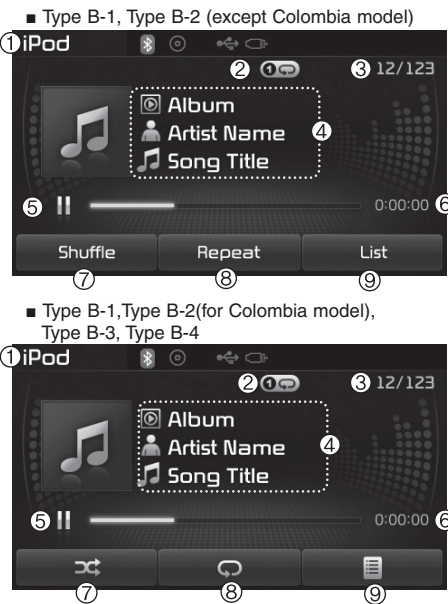 ■ Type B-1, Type B-2 (except Colombia model)
①iPod
② ①
③ 12/123
Album
Artist Name ④
Song Title
⑤ 0:00:00 ⑥
Shuffle Repeat List
⑦ ⑧ ⑨
■ Type B-1,Type B-2(for Colombia model),
Type B-3, Type B-4
①iPod
② ①
③ 12/123
Album
Artist Name ④
Song Title
⑤ 0:00:00 ⑥
⑦ ⑧ ⑨